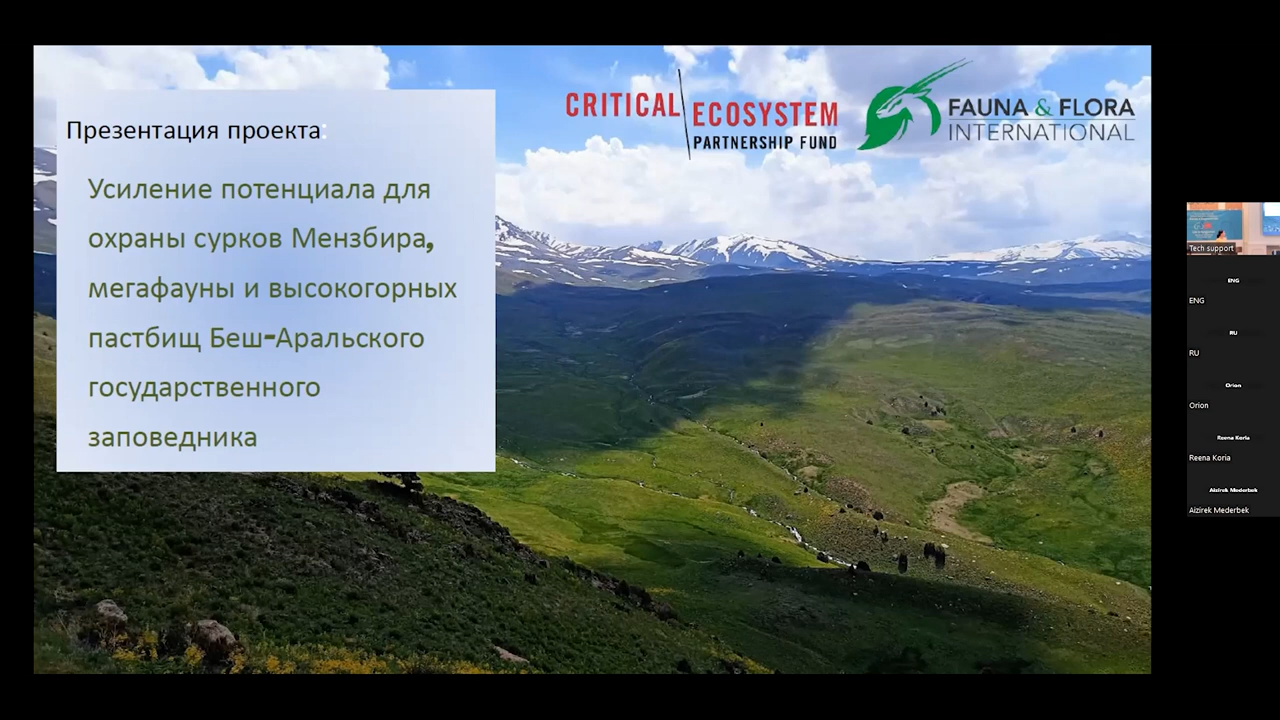 Презентация проекта:
Усиление потенциала для
охраны сурков Мензбира,
мегафауны и высокогорных
пастбищ Беш-Аральского
государственного
заповедника
CRITICAL
ECOSYSTEM
PARTNERSHIP FUND
FAUNA & FLORA
INTERNATIONAL
Tech support
ENG
ENG
RU
RU
Orion
Orion
Reena Koria
Reena Koria
Aizirek Mederbek
Aizirek Mederbek